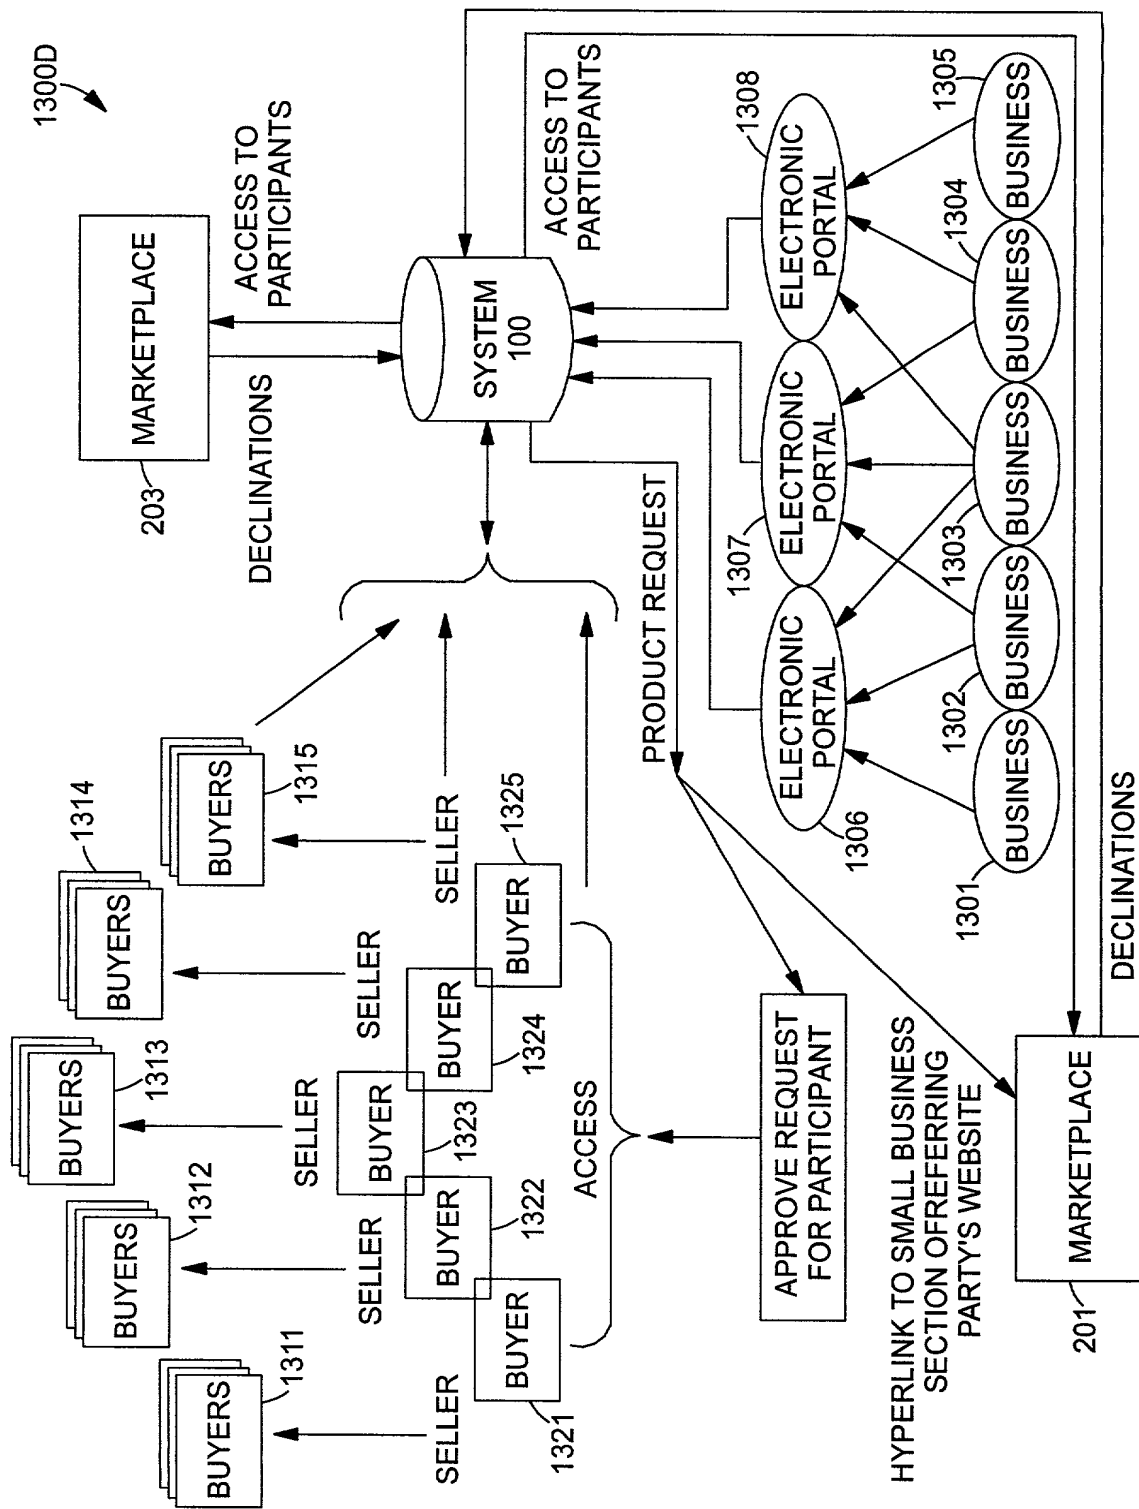 1300D
BUYERS
1313
BUYERS
1312
BUYERS
1314
BUYERS
1311
BUYERS
1315
MARKETPLACE
203
ACCESS TO
PARTICIPANTS
DECLINATIONS
SELLER
SELLER
SELLER
SELLER
SELLER
BUYER
1321
BUYER
1322
BUYER
1323
BUYER
1324
BUYER
1325
ACCESS
SYSTEM
100
ACCESS TO
PARTICIPANTS
PRODUCT REQUEST
APPROVE REQUEST
FOR PARTICIPANT
ELECTRONIC
PORTAL
1306
ELECTRONIC
PORTAL
1307
ELECTRONIC
PORTAL
1308
HYPERLINK TO SMALL BUSINESS
SECTION OFREFERRING
PARTY'S WEBSITE
1301
1302
1303
1304
1305
BUSINESS
BUSINESS
BUSINESS
BUSINESS
BUSINESS
MARKETPLACE
201
DECLINATIONS